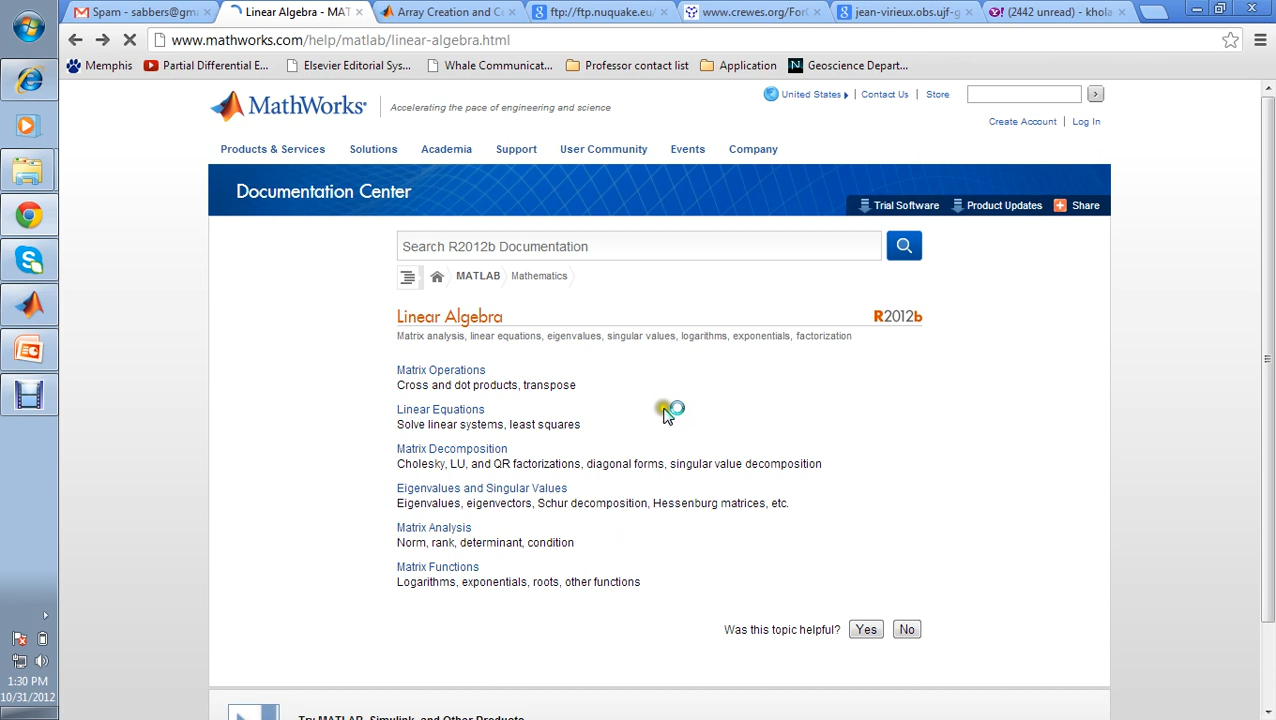 Spam - sabbers@gm
Linear Algebra - MAT
Array Creation and Co
ftp://ftp.nuquake.eu/
www.crewes.org/For
jean-virieux.obs.ujf-g
(2442 unread) - khola
www.mathworks.com/help/matlab/linear-algebra.html
Memphis
Partial Differential E...
Elsevier Editorial Sys...
Whale Communicat...
Professor contact list
Application
Geoscience Depart...
MathWorks
Accelerating the pace of engineering and science
United States
Contact Us
Store
Create Account
Log In
Products & Services
Solutions
Academia
Support
User Community
Events
Company
Documentation Center
Trial Software
Product Updates
Share
Search R2012b Documentation
MATLAB
Mathematics
Linear Algebra
R2012b
Matrix analysis, linear equations, eigenvalues, singular values, logarithms, exponentials, factorization
Matrix Operations
Cross and dot products, transpose
Linear Equations
Solve linear systems, least squares
Matrix Decomposition
Cholesky, LU, and QR factorizations, diagonal forms, singular value decomposition
Eigenvalues and Singular Values
Eigenvalues, eigenvectors, Schur decomposition, Hessenburg matrices, etc.
Matrix Analysis
Norm, rank, determinant, condition
Matrix Functions
Logarithms, exponentials, roots, other functions
Was this topic helpful?
Yes
No
Try MATLAB, Simulink, and Other Products
1:30 PM
10/31/2012